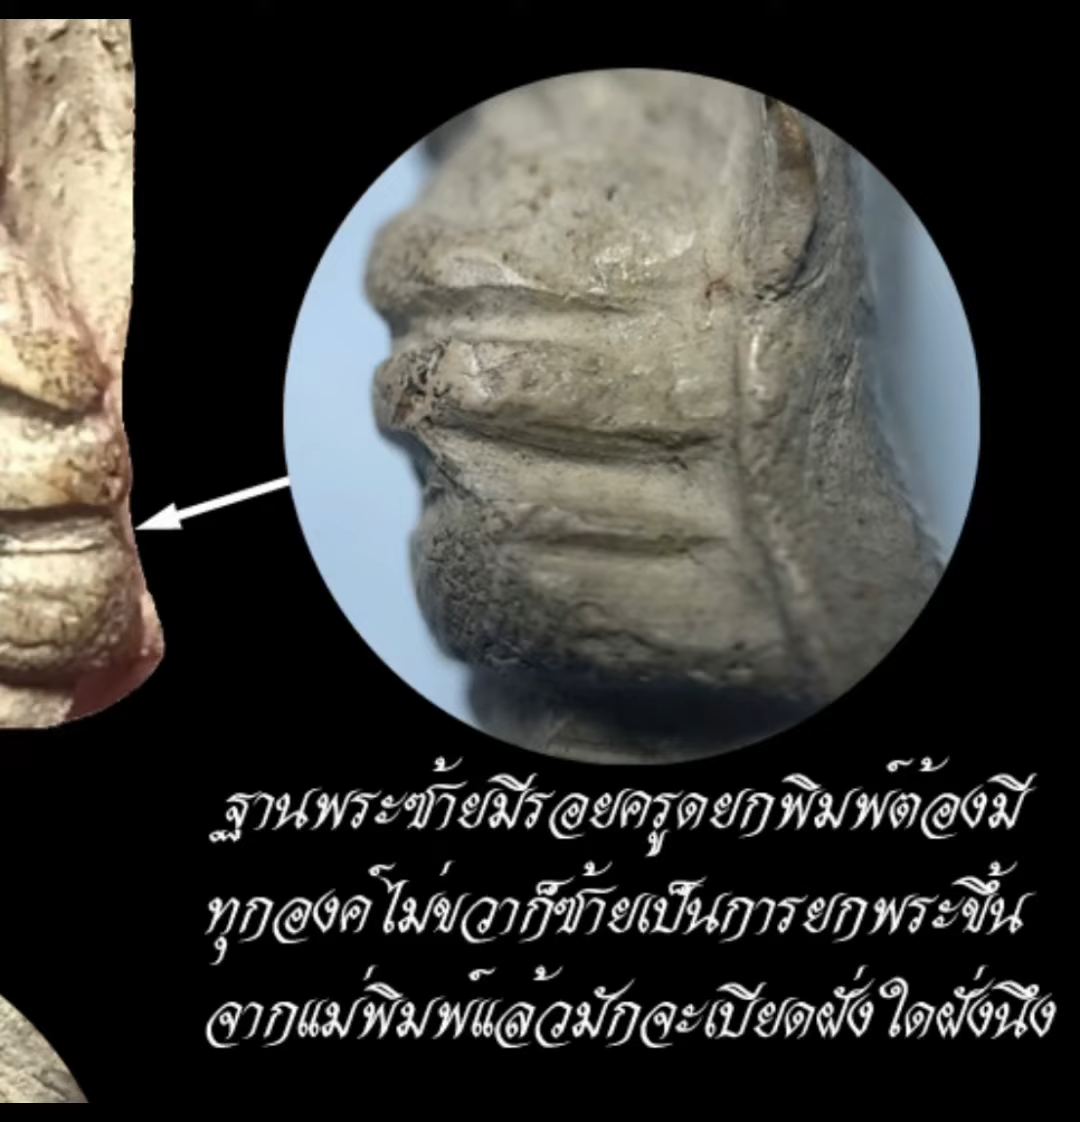 ฐานพระซ้ายมีรอยครูดยกพิมพ์ต้องมี
ทุกองค์ไม่ขวาก็ซ้ายเป็นการยกพระขึ้น
จากแม่พิมพ์แล้วมักจะเบียดฝั่งใดฝั่งนึง